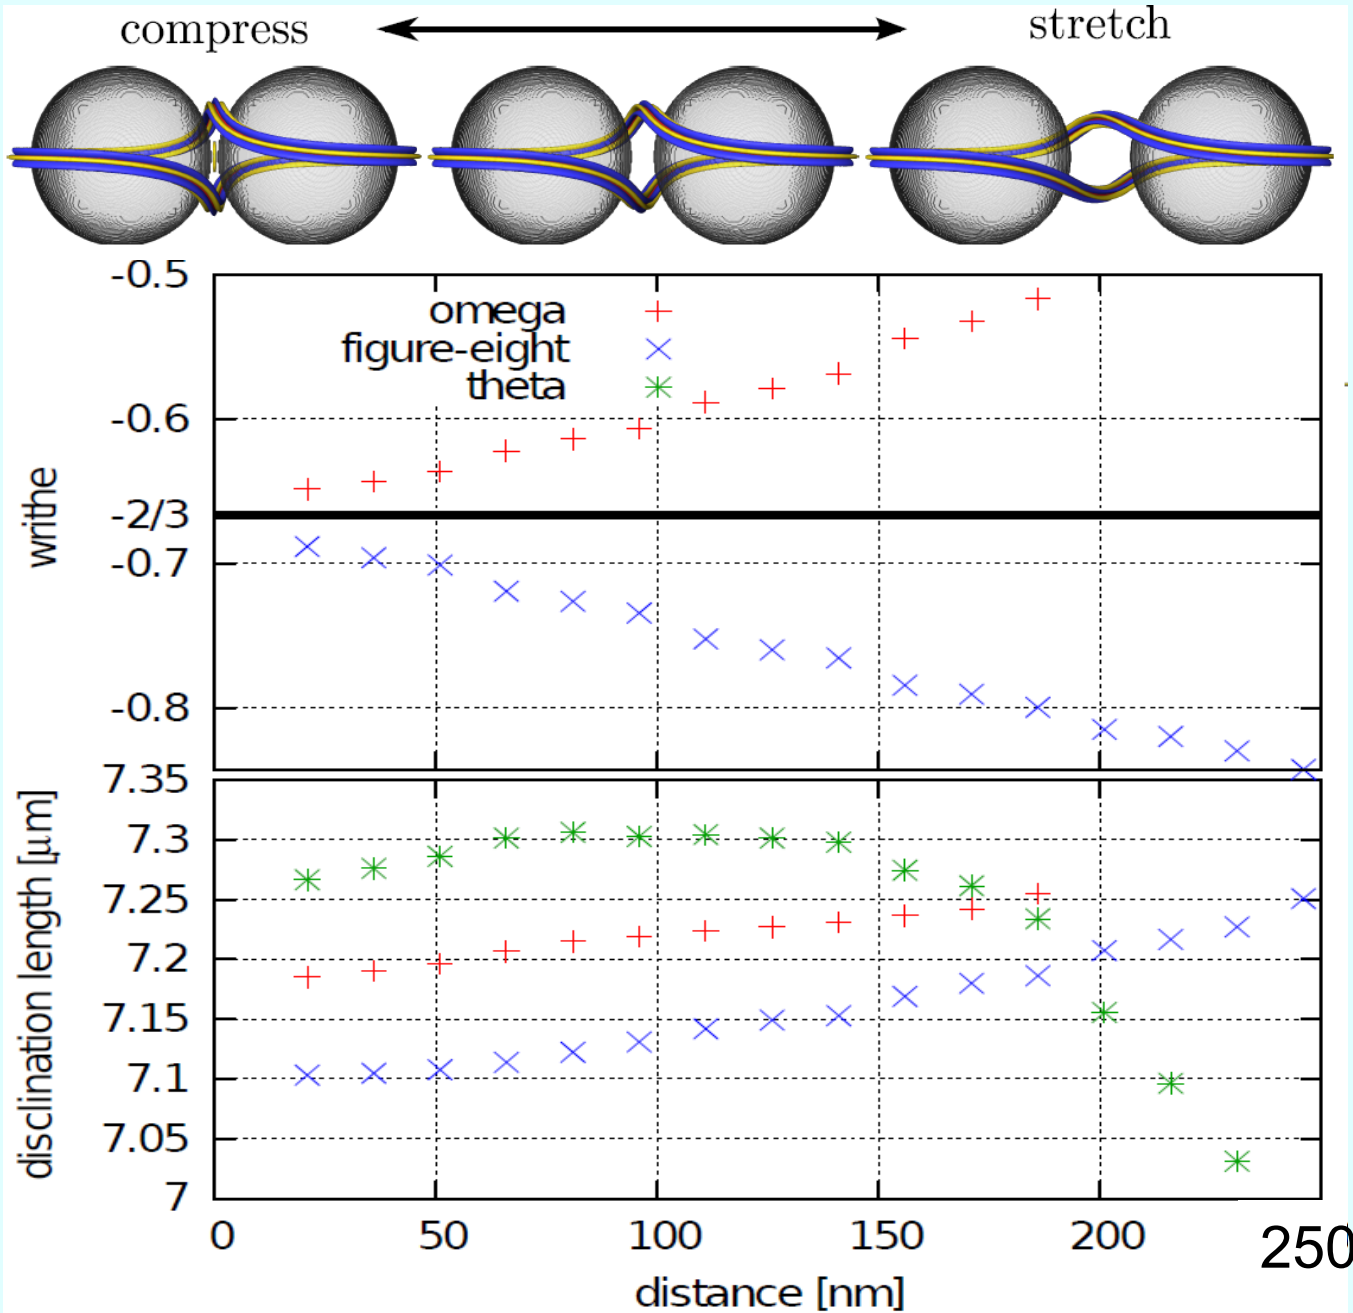 compress
stretch
-0.5
omega
figure-eight
theta
-0.6
-2/3
-0.7
-0.8
writhe
7.35
7.3
7.25
7.2
7.15
7.1
7.05
7
disclination length [µm]
0 50 100 150 200 250
distance [nm]